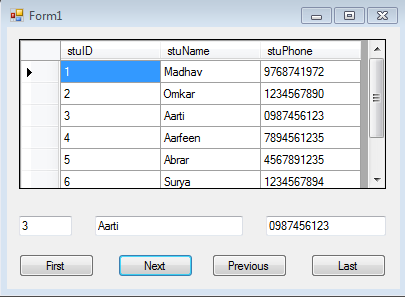 Form1
stuID stuName stuPhone
1 Madhav 9768741972
2 Omkar 1234567890
3 Aarti 0987456123
4 Aarfeen 7894561235
5 Abrar 4567891235
6 Surya 1234567894
3 Aarti 0987456123
First Next Previous Last